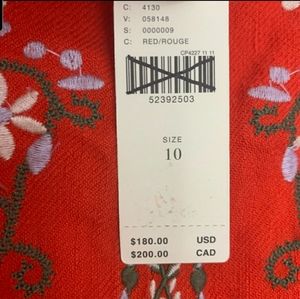 C: 4130
V: 058148
S: 0000009
C: RED/ROUGE
CP4227 11 11
52392503
SIZE
10
$180.00 USD
$200.00 CAD